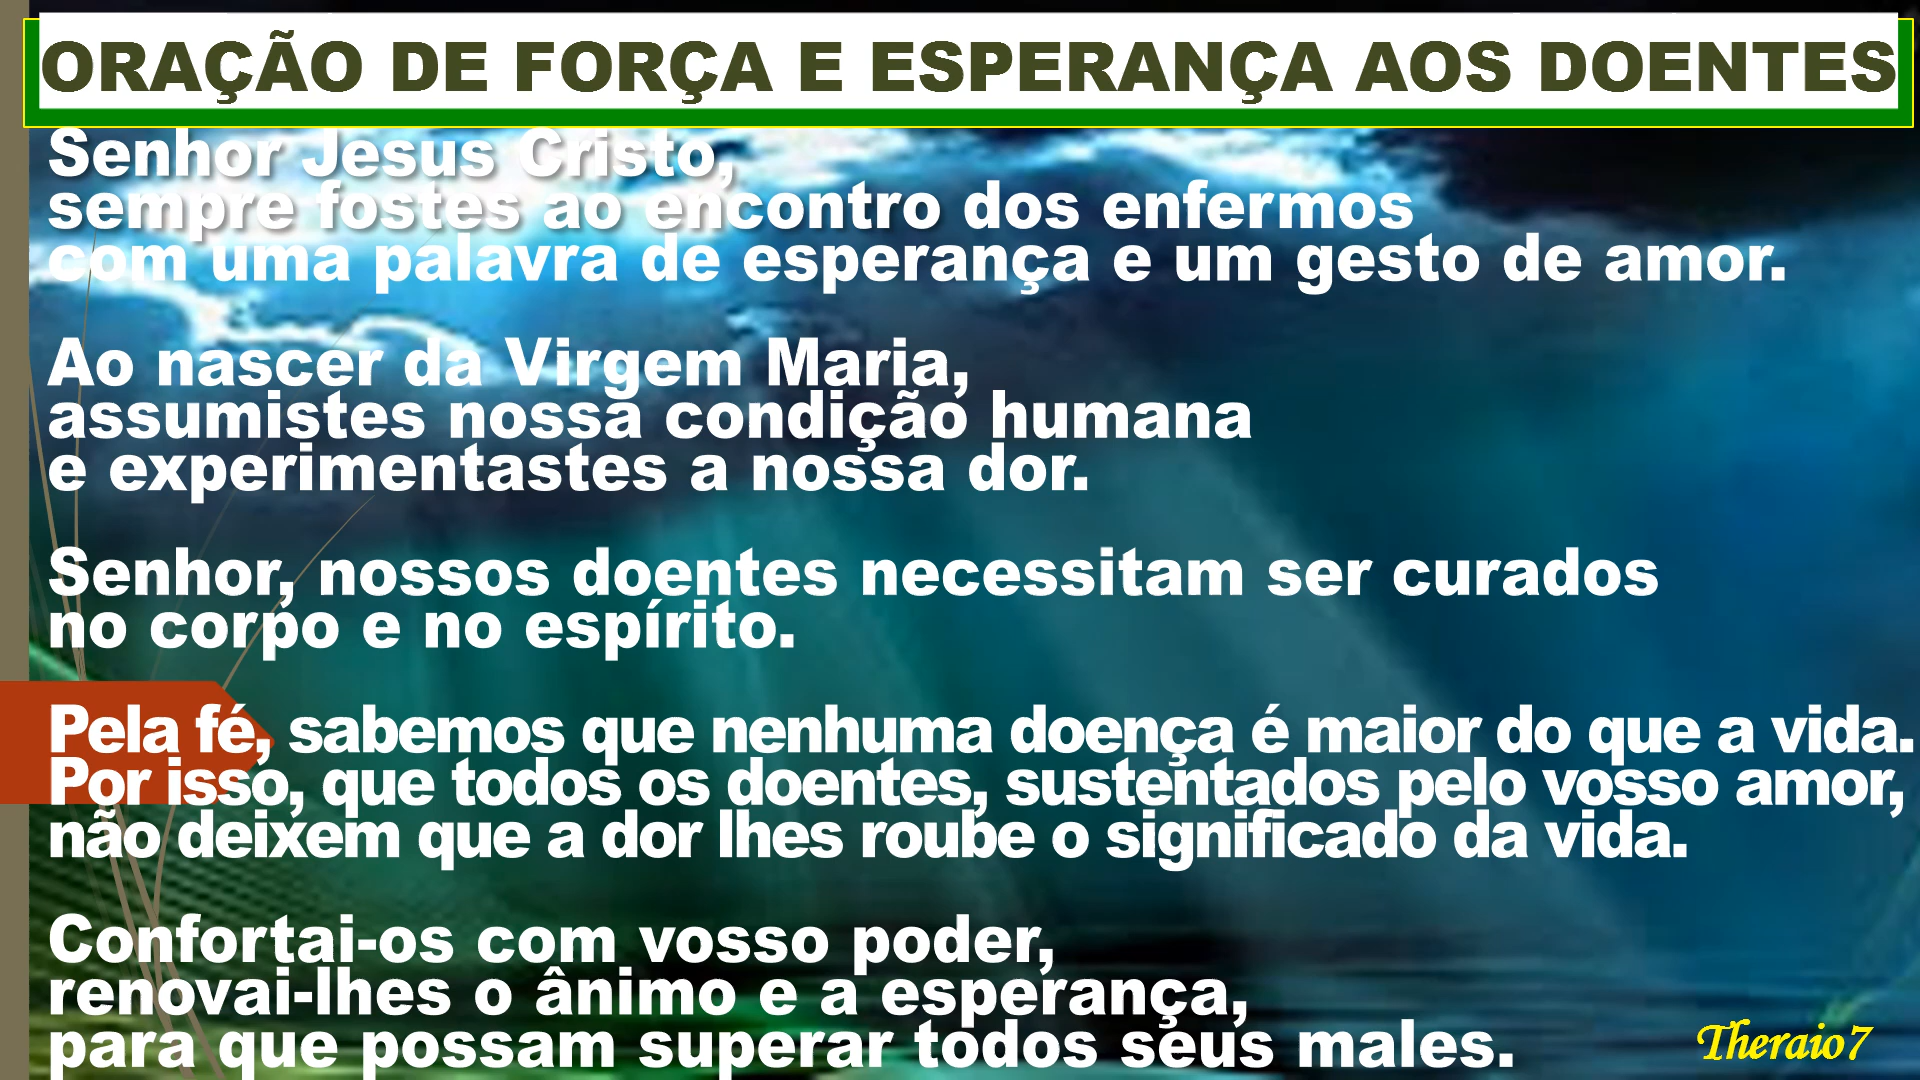 ORAÇÃO DE FORÇA E ESPERANÇA AOS DOENTES
Senhor Jesus Cristo,
sempre fostes ao encontro dos enfermos
com uma palavra de esperança e um gesto de amor.
Ao nascer da Virgem Maria,
assumistes nossa condição humana
e experimentastes a nossa dor.
Senhor, nossos doentes necessitam ser curados
no corpo e no espírito.
Pela fé, sabemos que nenhuma doença é maior do que a vida.
Por isso, que todos os doentes, sustentados pelo vosso amor,
não deixem que a dor lhes roube o significado da vida.
Confortai-os com vosso poder,
renovai-lhes o ânimo e a esperança,
para que possam superar todos seus males.
Theraio7